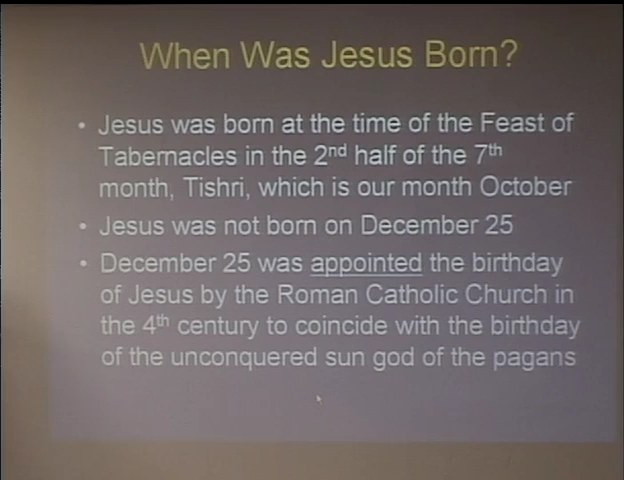 When Was Jesus Born?
• Jesus was born at the time of the Feast of
Tabernacles in the 2nd half of the 7th
month, Tishri, which is our month October
• Jesus was not born on December 25
• December 25 was appointed the birthday
of Jesus by the Roman Catholic Church in
the 4th century to coincide with the birthday
of the unconquered sun god of the pagans